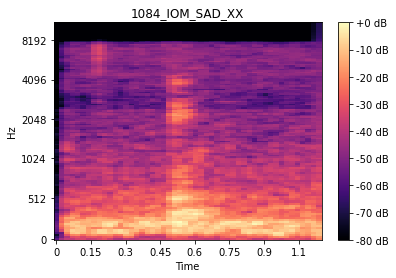 1084_IOM_SAD_XX
Hz
8192
4096
2048
1024
512
0
0 0.15 0.3 0.45 0.6 0.75 0.9 1.1
Time
+0 dB
-10 dB
-20 dB
-30 dB
-40 dB
-50 dB
-60 dB
-70 dB
-80 dB